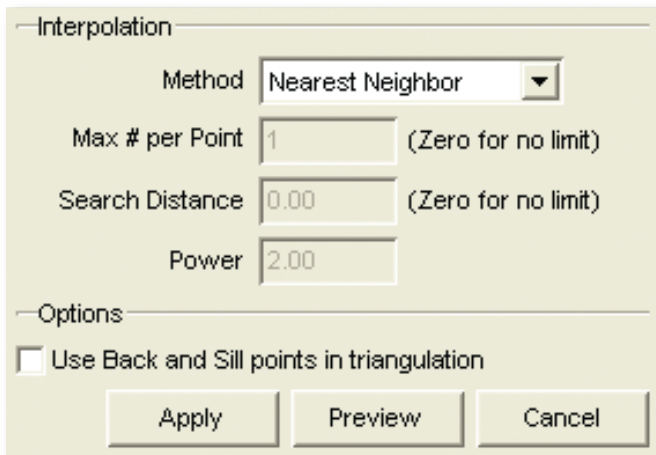 Interpolation
Method Nearest Neighbor
Max # per Point 1 (Zero for no limit)
Search Distance 0.00 (Zero for no limit)
Power 2.00
Options
Use Back and Sill points in triangulation
Apply Preview Cancel